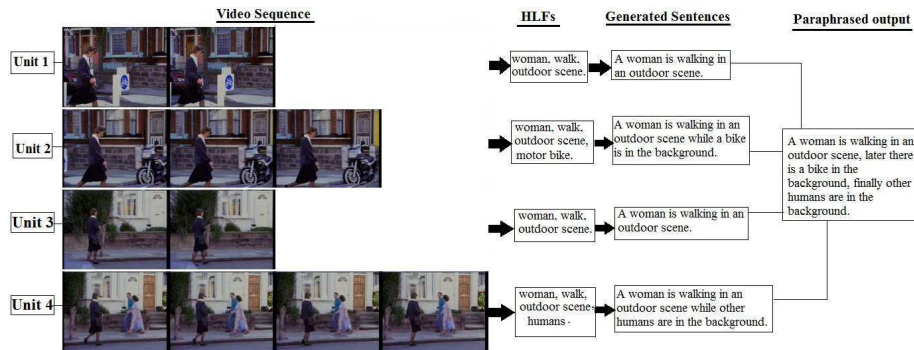 Video Sequence
HLFs
Generated Sentences
Paraphrased output
Unit 1
woman, walk,
outdoor scene.
A woman is walking in
an outdoor scene.
Unit 2
woman, walk,
outdoor scene,
motor bike.
A woman is walking in an
outdoor scene while a bike
is in the background.
A woman is walking in an
outdoor scene, later there
is a bike in the
background, finally other
humans are in the
background.
Unit 3
woman, walk,
outdoor scene.
A woman is walking in an
outdoor scene.
Unit 4
woman, walk,
outdoor scene,
humans.
A woman is walking in an
outdoor scene while other
humans are in the background.